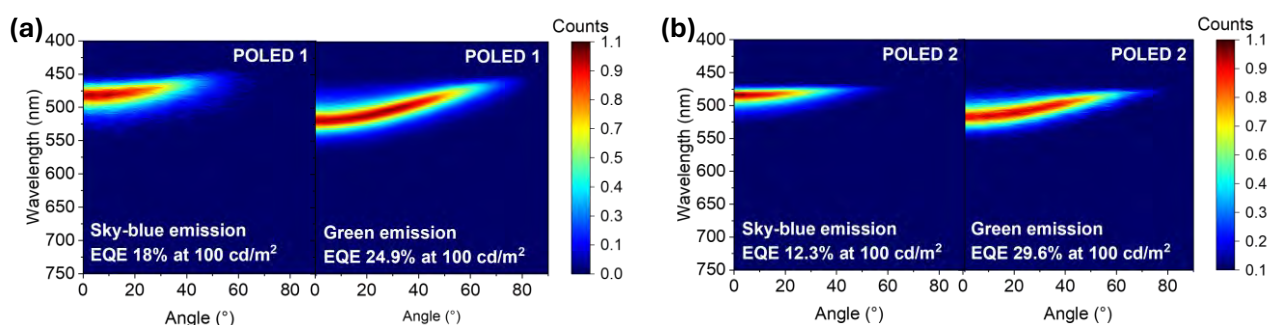 (a)
Counts
400
450
500
550
600
650
700
750
Wavelength (nm)
POLED 1
Sky-blue emission
EQE 18% at 100 cd/m²
0 20 40 60 80
Angle (°)
POLED 1
Green emission
EQE 24.9% at 100 cd/m²
0 20 40 60 80
Angle (°)
1.1
1.0
0.9
0.8
0.7
0.6
0.5
0.4
0.3
0.2
0.1
0.0
(b)
Counts
400
450
500
550
600
650
700
750
Wavelength (nm)
POLED 2
Sky-blue emission
EQE 12.3% at 100 cd/m²
0 20 40 60 80
Angle (°)
POLED 2
Green emission
EQE 29.6% at 100 cd/m²
0 20 40 60 80
Angle (°)
1.1
1.0
0.9
0.8
0.7
0.6
0.5
0.4
0.3
0.2
0.1